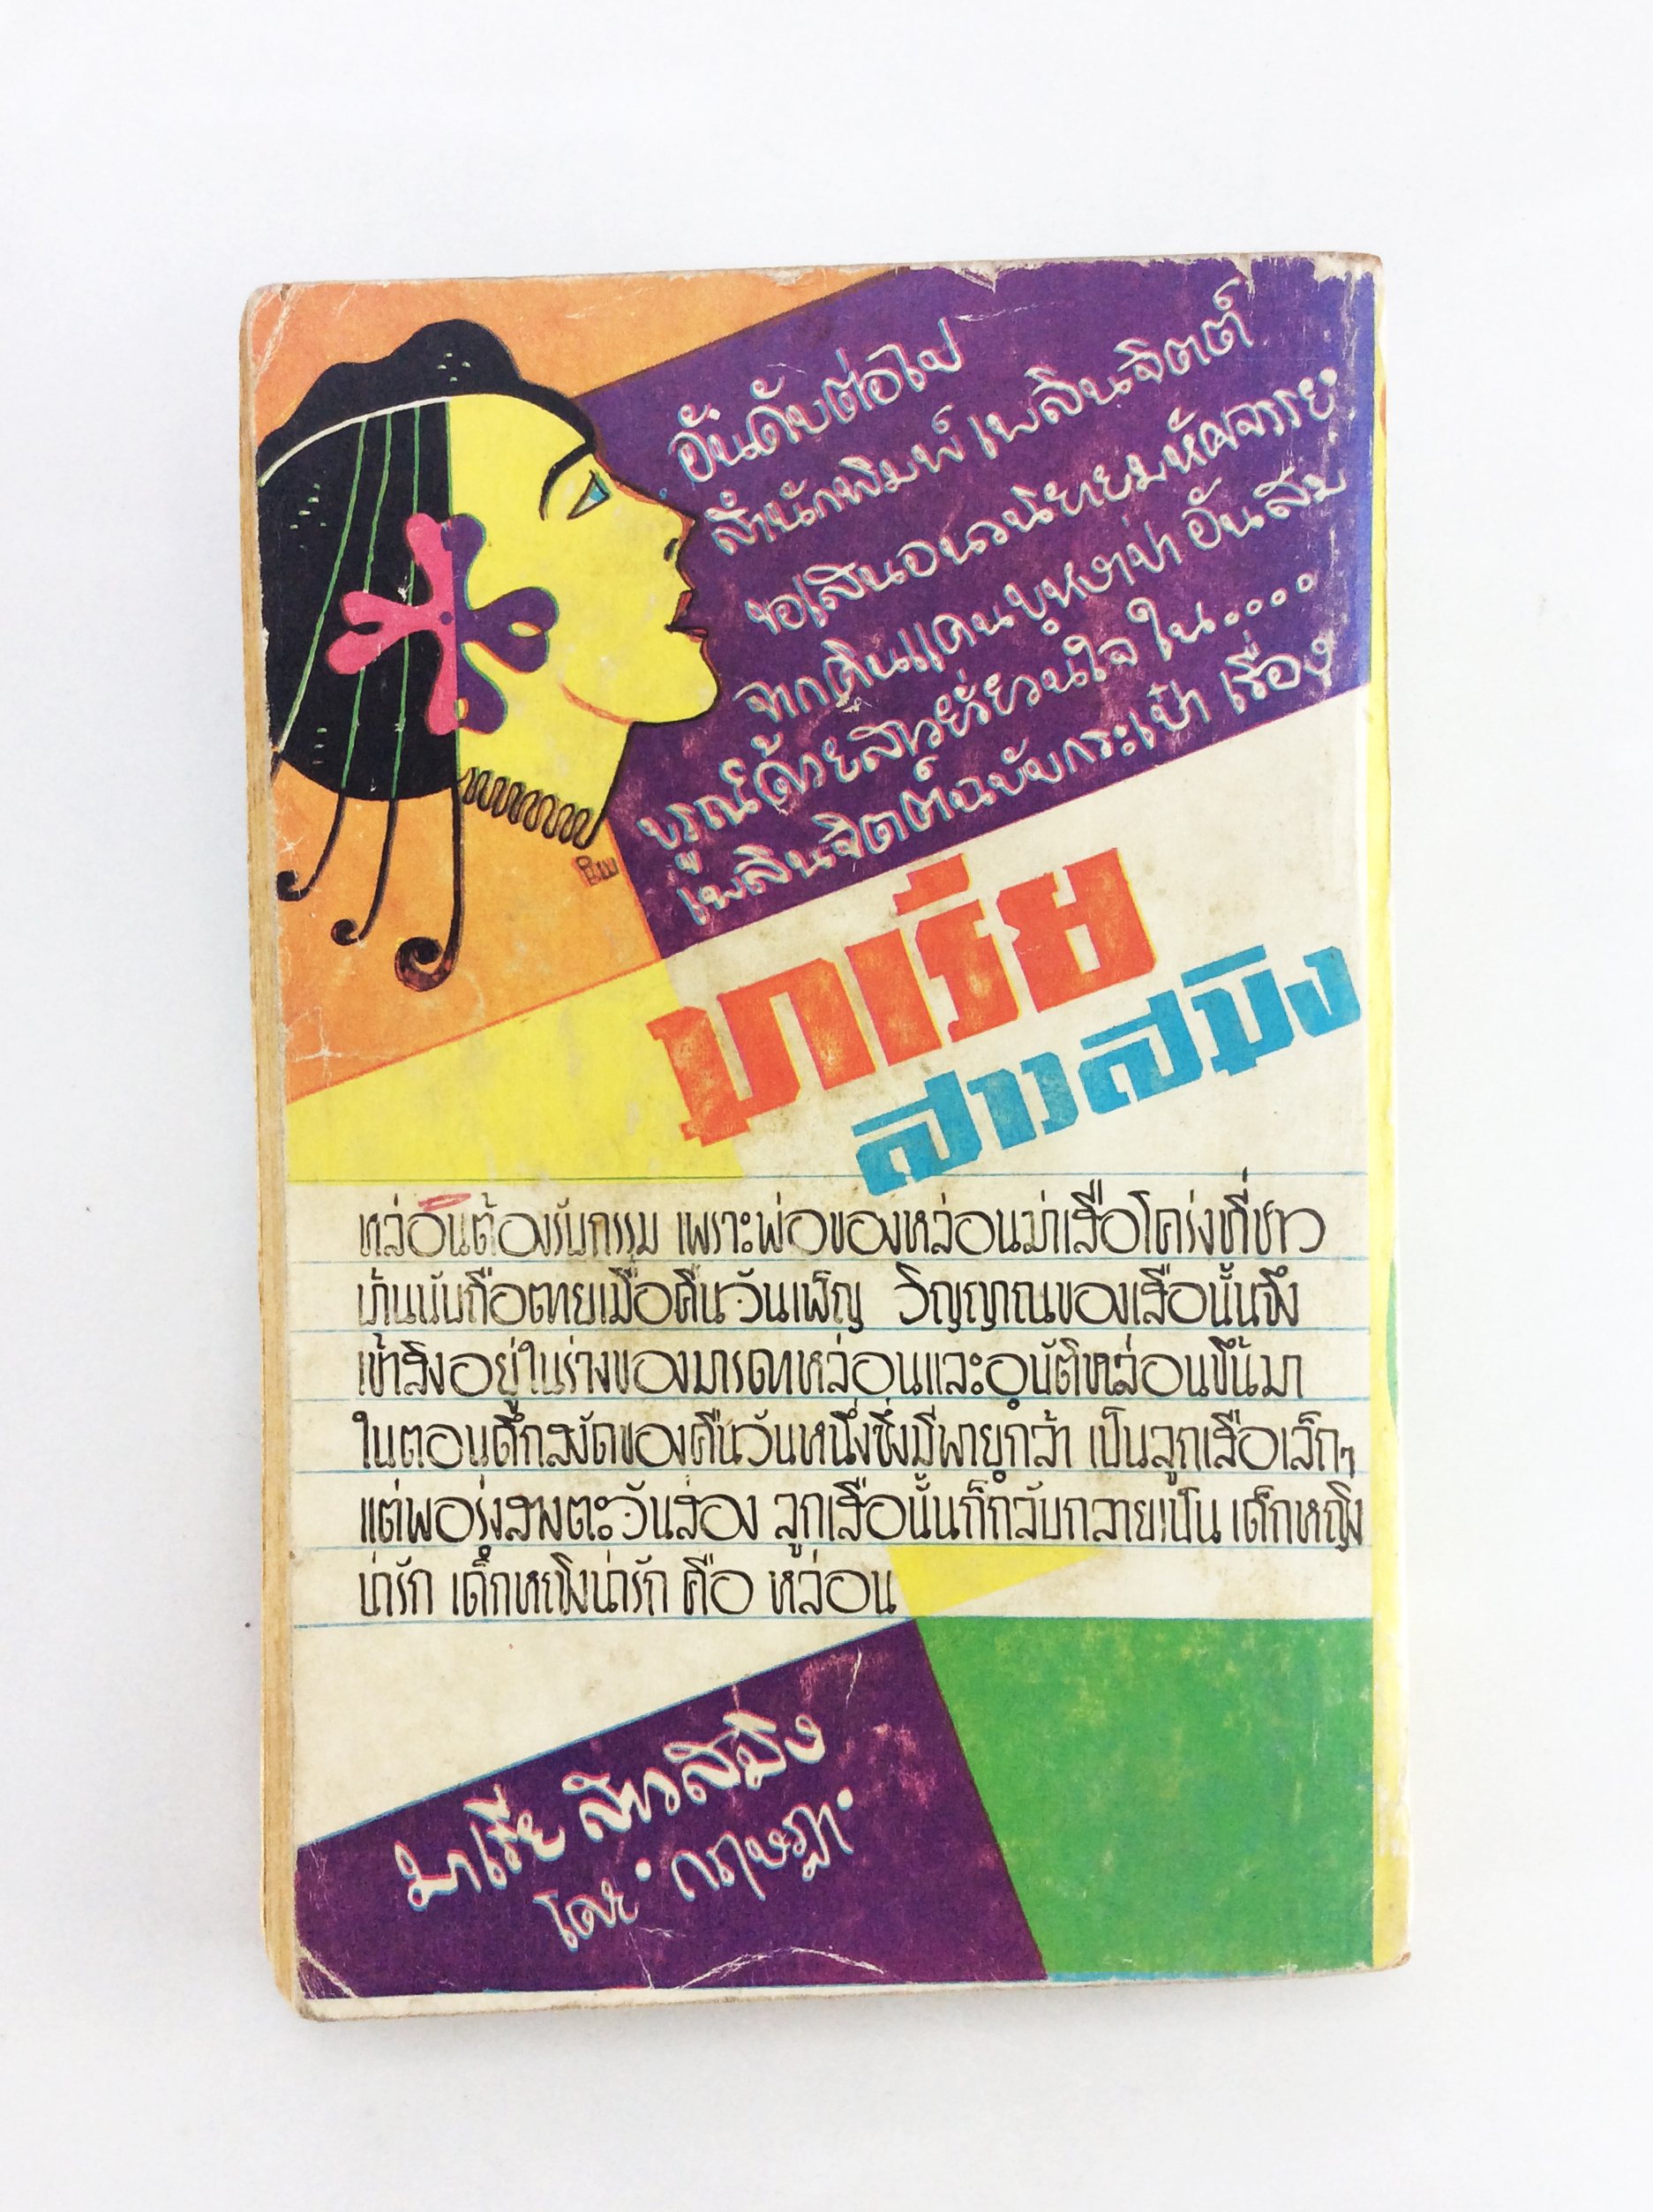 อันดับต่อไป
สำนักพิมพ์ เพลินจิตต์
ขอเสนอนวนิยายมหัศจรรย์
จากดินแดนบุหงาป่า อันสม
บูรณ์ด้วยสาวยั่วยวนใจ ใน....
เพลินจิตต์ฉบับกระเป๋า เรื่อง
มาเรีย
สาวสมิง
หล่อนต้องรับกรรม เพราะพ่อของหล่อนฆ่าเสือโคร่งที่ชาว
บ้านนับถือตายเมื่อคืนวันเพ็ญ วิญญาณของเสือนั้นจึง
เข้าสิงอยู่ในร่างของมารดาหล่อนและอุบัติหล่อนขึ้นมา
ในตอนดึกสงัดของคืนวันหนึ่งซึ่งมีพายุกล้า เป็นลูกเสือเล็กๆ
แต่พอรุ่งสางตะวันส่อง ลูกเสือนั้นก็กลับกลายเป็น เด็กหญิง
น่ารัก เด็กหญิงน่ารัก คือ หล่อน
มาเรีย สาวสมิง
โดย กฤษฎา